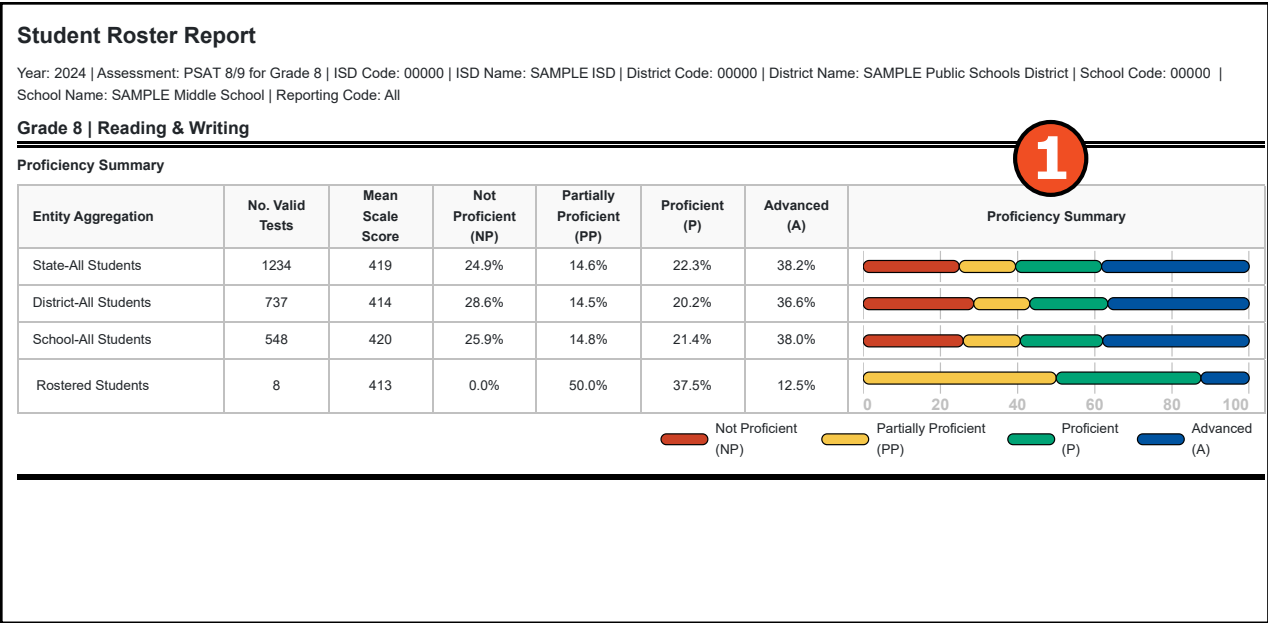 Student Roster Report
Year: 2024 | Assessment: PSAT 8/9 for Grade 8 | ISD Code: 00000 | ISD Name: SAMPLE ISD | District Code: 00000 | District Name: SAMPLE Public Schools District | School Code: 00000 |
School Name: SAMPLE Middle School | Reporting Code: All
Grade 8 | Reading & Writing
1
Proficiency Summary
Entity Aggregation
No. Valid
Tests
Mean
Scale
Score
Not
Proficient
(NP)
Partially
Proficient
(PP)
Proficient
(P)
Advanced
(A)
Proficiency Summary
State-All Students 1234 419 24.9% 14.6% 22.3% 38.2%
District-All Students 737 414 28.6% 14.5% 20.2% 36.6%
School-All Students 548 420 25.9% 14.8% 21.4% 38.0%
Rostered Students 8 413 0.0% 50.0% 37.5% 12.5%
0 20 40 60 80 100
Not Proficient
(NP)
Partially Proficient
(PP)
Proficient
(P)
Advanced
(A)